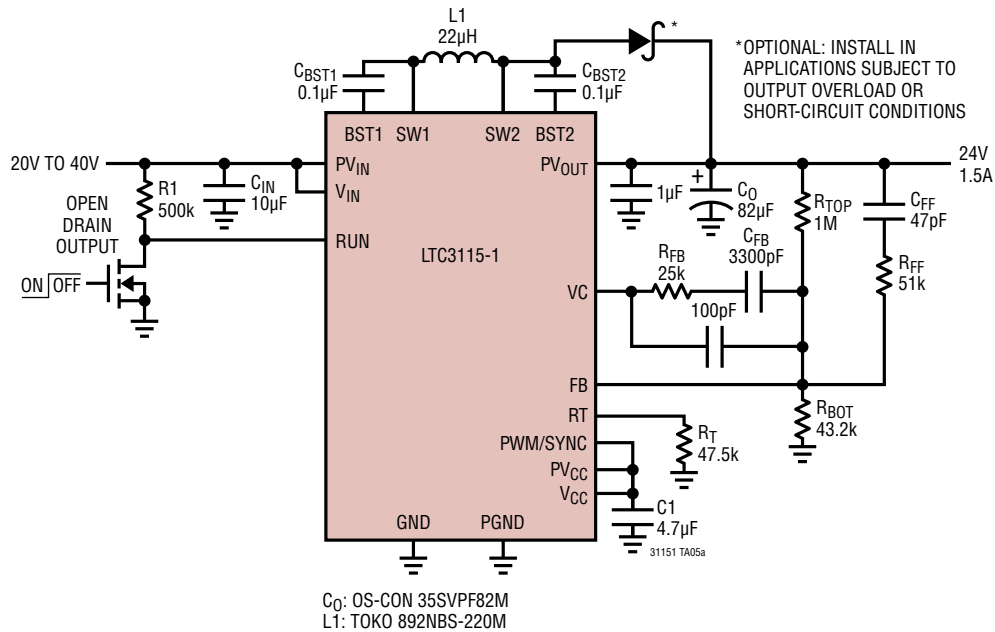 L1
22µH
*
*OPTIONAL: INSTALL IN
APPLICATIONS SUBJECT TO
OUTPUT OVERLOAD OR
SHORT-CIRCUIT CONDITIONS
CBST1
0.1µF
CBST2
0.1µF
BST1 SW1 SW2 BST2
20V TO 40V
PVIN
VIN
PVOUT
24V
1.5A
R1
500k
CIN
10µF
1µF
+
CO
82µF
RTOP
1M
CFF
47pF
OPEN
DRAIN
OUTPUT
RUN
LTC3115-1
ON OFF
RFB
25k
CFB
3300pF
RFF
51k
VC
100pF
FB
RBOT
43.2k
RT
RT
47.5k
PWM/SYNC
PVCC
VCC
C1
4.7µF
GND PGND
31151 TA05a
CO: OS-CON 35SVPF82M
L1: TOKO 892NBS-220M